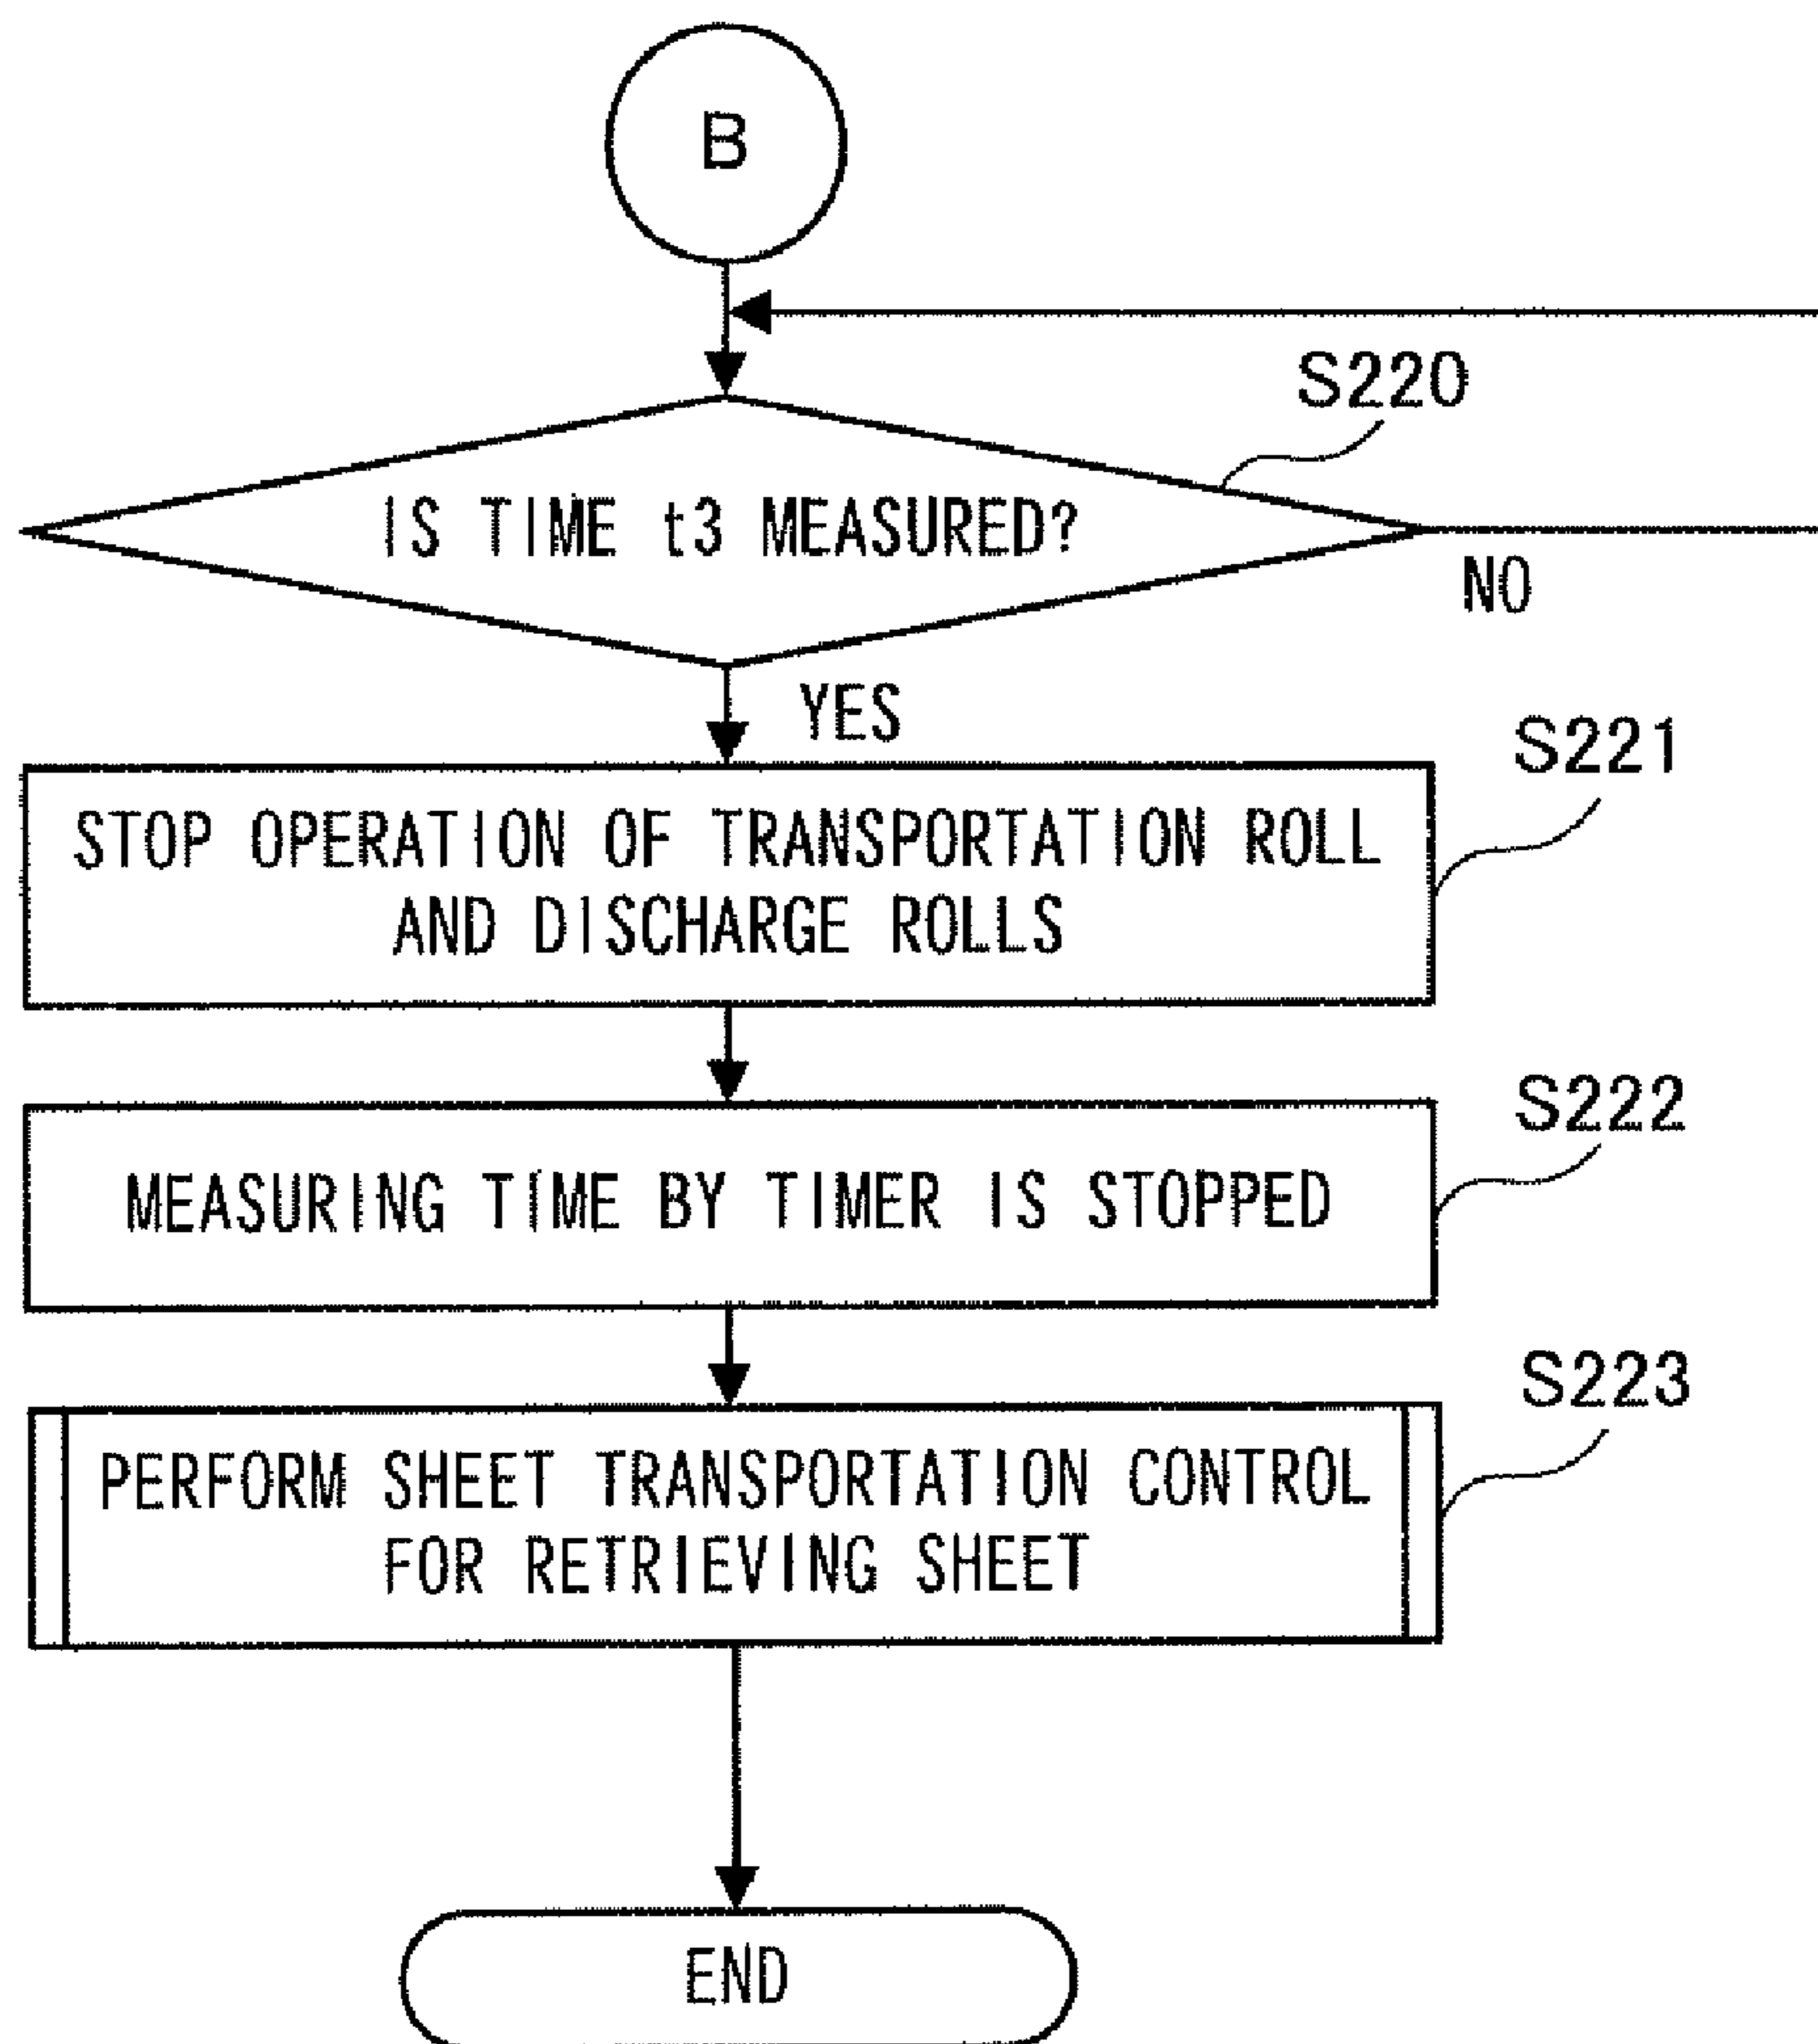 B
S220
IS TIME t3 MEASURED?
NO
YES
S221
STOP OPERATION OF TRANSPORTATION ROLL
AND DISCHARGE ROLLS
S222
MEASURING TIME BY TIMER IS STOPPED
S223
PERFORM SHEET TRANSPORTATION CONTROL
FOR RETRIEVING SHEET
END